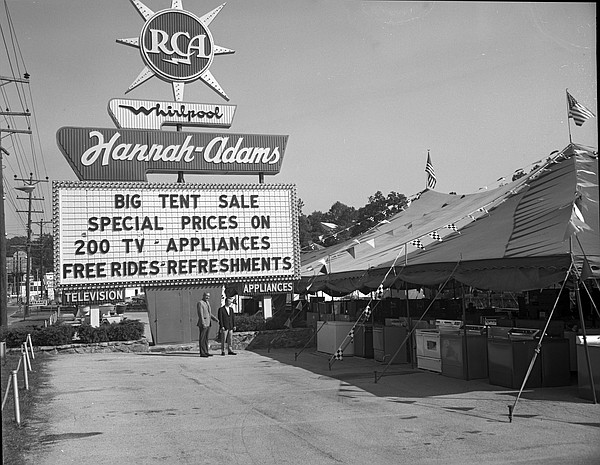 RCA
Whirlpool
Hannah-Adams
BIG TENT SALE
SPECIAL PRICES ON
200 TV - APPLIANCES
FREE RIDES-REFRESHMENTS
TELEVISION
APPLIANCES